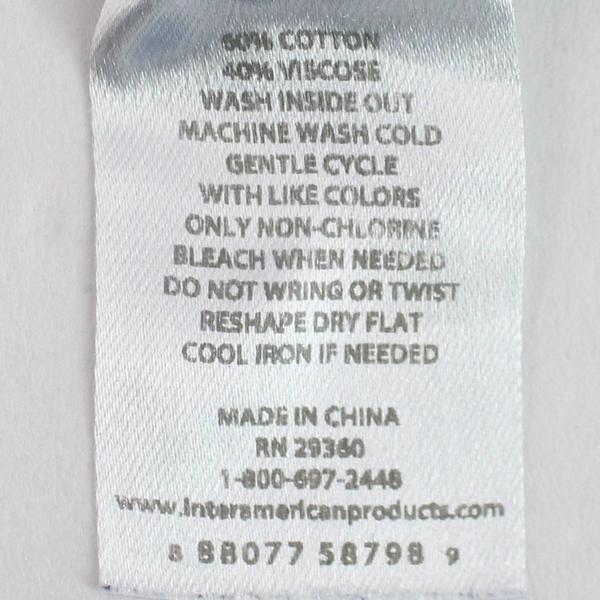 60% COTTON
40% VISCOSE
WASH INSIDE OUT
MACHINE WASH COLD
GENTLE CYCLE
WITH LIKE COLORS
ONLY NON-CHLORINE
BLEACH WHEN NEEDED
DO NOT WRING OR TWIST
RESHAPE DRY FLAT
COOL IRON IF NEEDED
MADE IN CHINA
RN 29360
1-800-697-2448
www.interamericanproducts.com
8 88077 58798 9